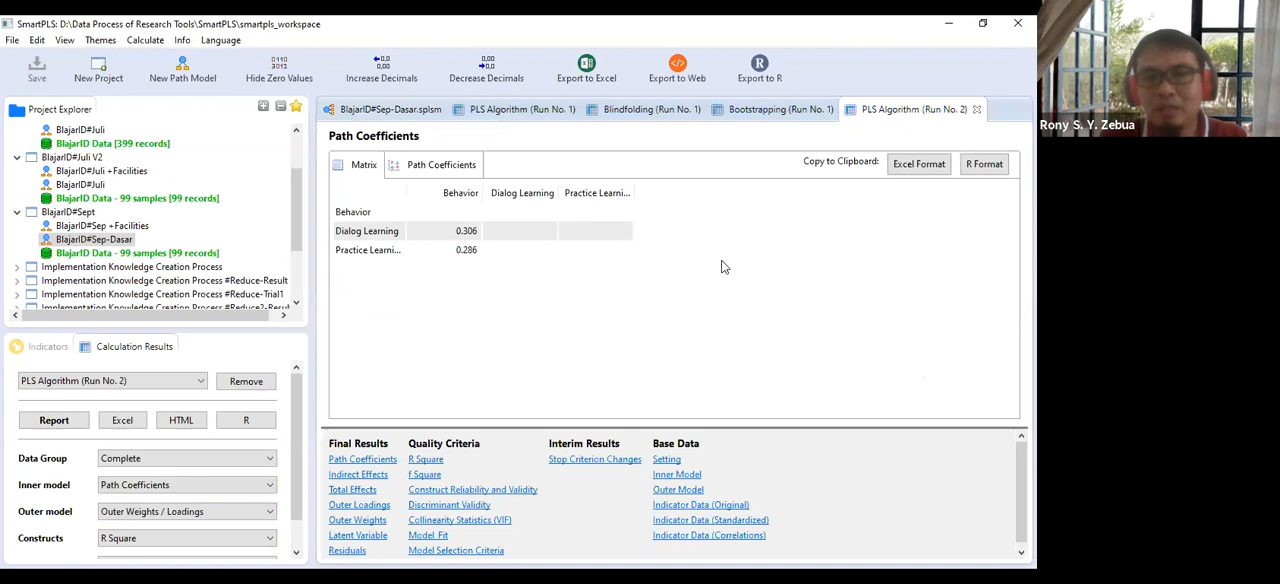 SmartPLS: D:\Data Process of Research Tools\SmartPLS\smartpls_workspace
File Edit View Themes Calculate Info Language
Save New Project New Path Model Hide Zero Values Increase Decimals Decrease Decimals Export to Excel Export to Web Export to R
Project Explorer
BlajarID#Juli
BlajarID Data [399 records]
BlajarID#Juli V2
BlajarID#Juli +Facilities
BlajarID#Juli
BlajarID Data - 99 samples [99 records]
BlajarID#Sept
BlajarID#Sep +Facilities
BlajarID#Sep-Dasar
BlajarID Data - 99 samples [99 records]
Implementation Knowledge Creation Process
Implementation Knowledge Creation Process #Reduce-Result
Implementation Knowledge Creation Process #Reduce-Trial1
Implementation Knowledge Creation Process #Reduce2-Resul
Indicators Calculation Results
PLS Algorithm (Run No. 2) Remove
Report Excel HTML R
Data Group Complete
Inner model Path Coefficients
Outer model Outer Weights / Loadings
Constructs R Square
BlajarID#Sep-Dasar.splsm PLS Algorithm (Run No. 1) Blindfolding (Run No. 1) Bootstrapping (Run No. 1) PLS Algorithm (Run No. 2)
Path Coefficients
Matrix Path Coefficients Copy to Clipboard: Excel Format R Format
Behavior Dialog Learning Practice Learni...
Behavior
Dialog Learning 0.306
Practice Learni... 0.286
Final Results Quality Criteria Interim Results Base Data
Path Coefficients R Square Stop Criterion Changes Setting
Indirect Effects f Square Inner Model
Total Effects Construct Reliability and Validity Outer Model
Outer Loadings Discriminant Validity Indicator Data (Original)
Outer Weights Collinearity Statistics (VIF) Indicator Data (Standardized)
Latent Variable Model_Fit Indicator Data (Correlations)
Residuals Model Selection Criteria
Rony S. Y. Zebua